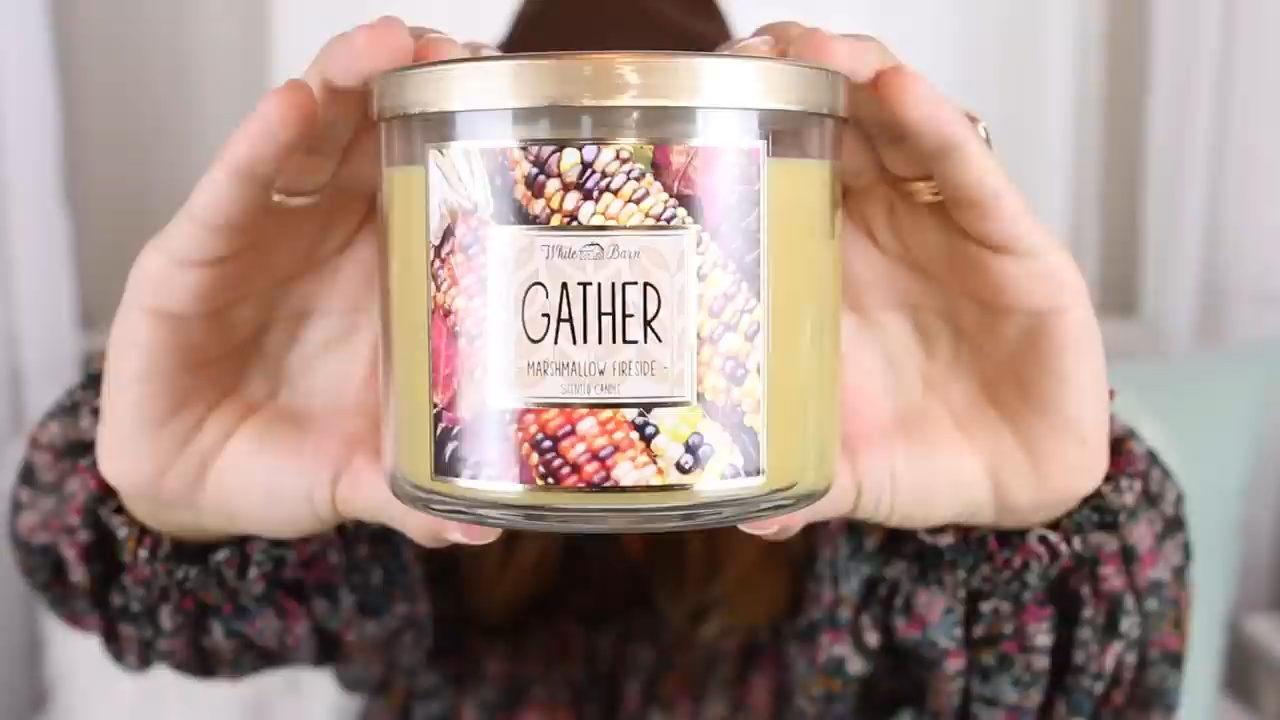 White Barn
GATHER
- MARSHMALLOW FIRESIDE -
SCENTED CANDLE